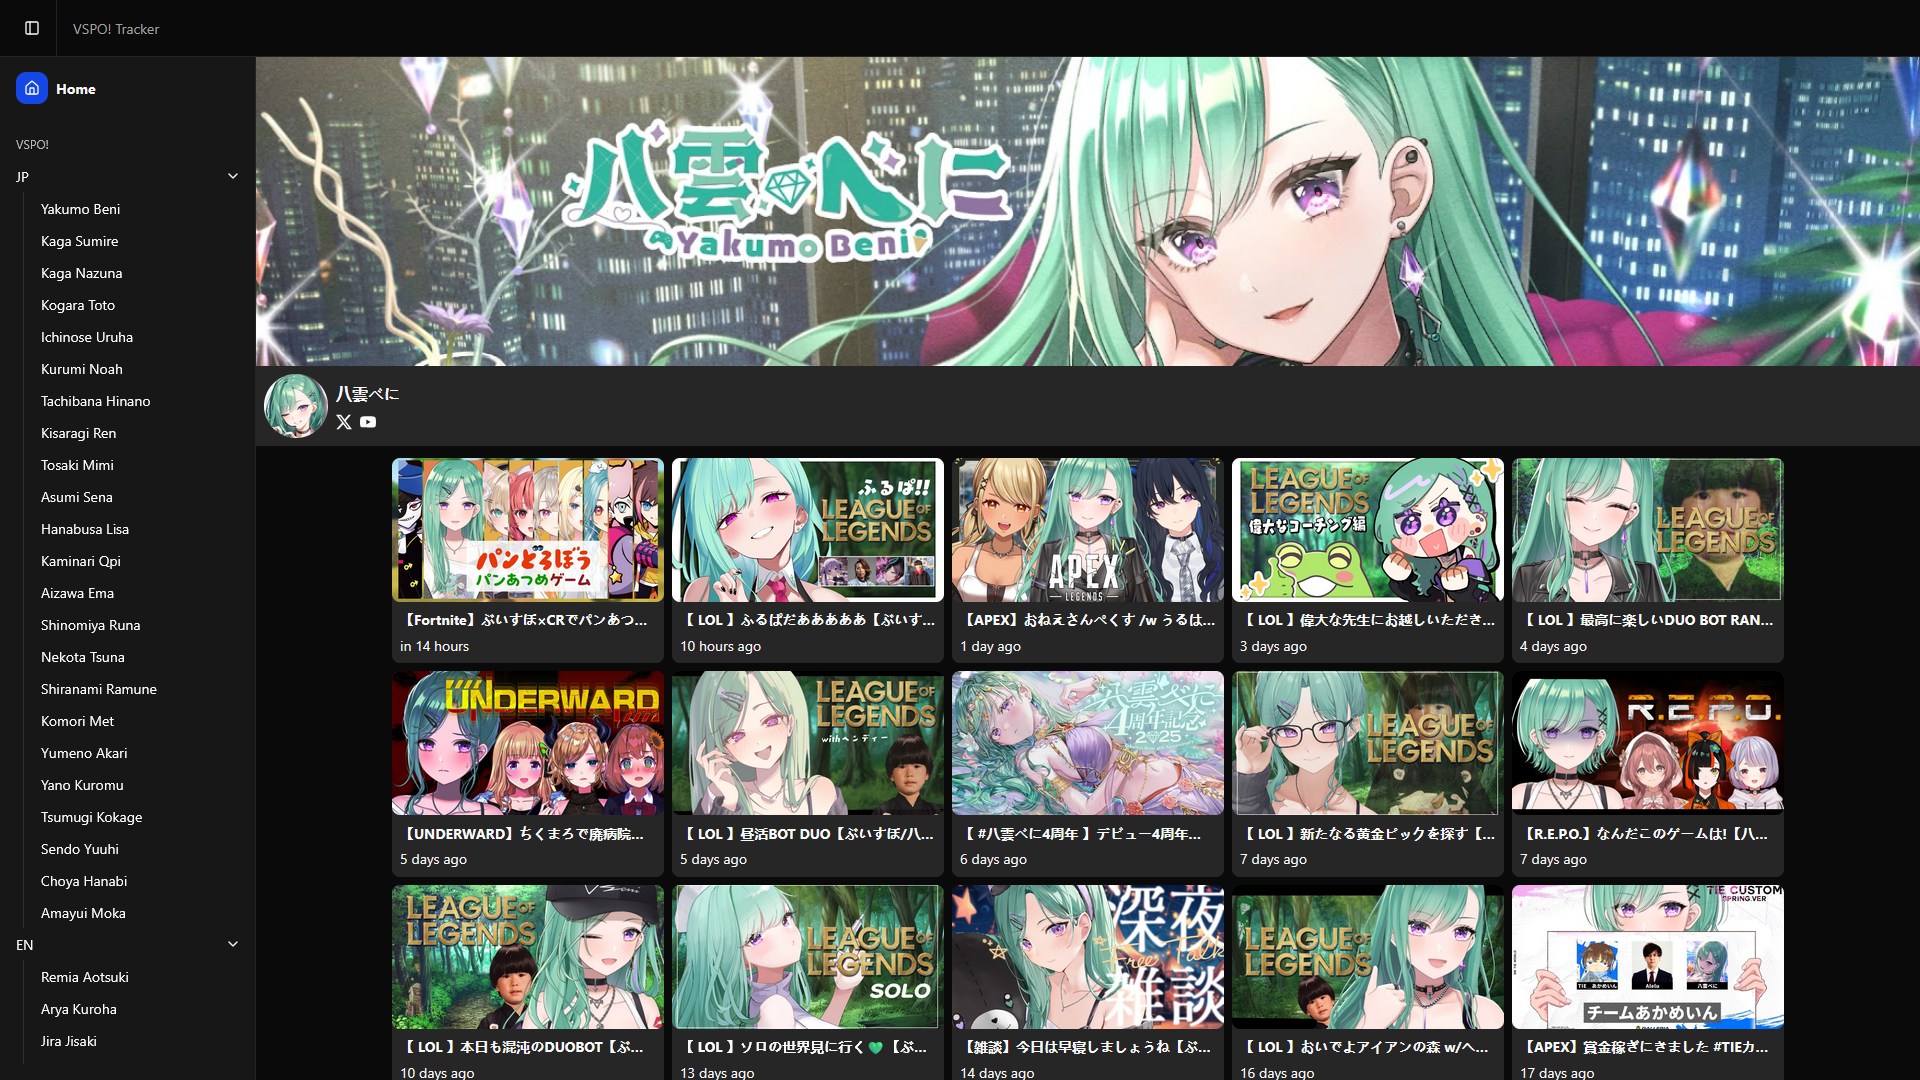 VSPO! Tracker
Home
VSPO!
JP
Yakumo Beni
Kaga Sumire
Kaga Nazuna
Kogara Toto
Ichinose Uruha
Kurumi Noah
Tachibana Hinano
Kisaragi Ren
Tosaki Mimi
Asumi Sena
Hanabusa Lisa
Kaminari Qpi
Aizawa Ema
Shinomiya Runa
Nekota Tsuna
Shiranami Ramune
Komori Met
Yumeno Akari
Yano Kuromu
Tsumugi Kokage
Sendo Yuuhi
Choya Hanabi
Amayui Moka
EN
Remia Aotsuki
Arya Kuroha
Jira Jisaki
八雲べに
Yakumo Beni
八雲べに
パンどろぼう
パンあつめゲーム
【Fortnite】ぶいすぽ×CRでパンあつ...
in 14 hours
ふるぱ!!
LEAGUE OF
LEGENDS
【 LOL 】ふるぱだあああああ【ぶいす...
10 hours ago
APEX
LEGENDS
【APEX】おねえさんぺくす /w うるは...
1 day ago
LEAGUE OF
LEGENDS
偉大なコーチング編
【 LOL 】偉大な先生にお越しいただき...
3 days ago
LEAGUE OF
LEGENDS
【 LOL 】最高に楽しいDUO BOT RAN...
4 days ago
UNDERWARD
【UNDERWARD】ちくまろで廃病院...
5 days ago
LEAGUE OF
LEGENDS
withヘンディー
【 LOL 】昼活BOT DUO【ぶいすぽ/八...
5 days ago
八雲べに
4周年記念
2025
【 #八雲べに4周年 】デビュー4周年...
6 days ago
LEAGUE OF
LEGENDS
【 LOL 】新たなる黄金ピックを探す【...
7 days ago
R.E.P.O.
【R.E.P.O.】なんだこのゲームは!【八...
7 days ago
LEAGUE OF
LEGENDS
【 LOL 】本日も混沌のDUOBOT【ぶ...
10 days ago
LEAGUE OF
LEGENDS
SOLO
【 LOL 】ソロの世界見に行く💚【ぶ...
13 days ago
深夜
Free Talk
雑談
【雑談】今日は早寝しましょうね【ぶ...
14 days ago
LEAGUE OF
LEGENDS
【 LOL 】おいでよアイアンの森 w/ヘ...
16 days ago
TIE CUSTOM
SPRING.VER
TIE あかめいん
Alelu
八雲べに
チームあかめいん
【APEX】賞金稼ぎにきました #TIEカ...
17 days ago